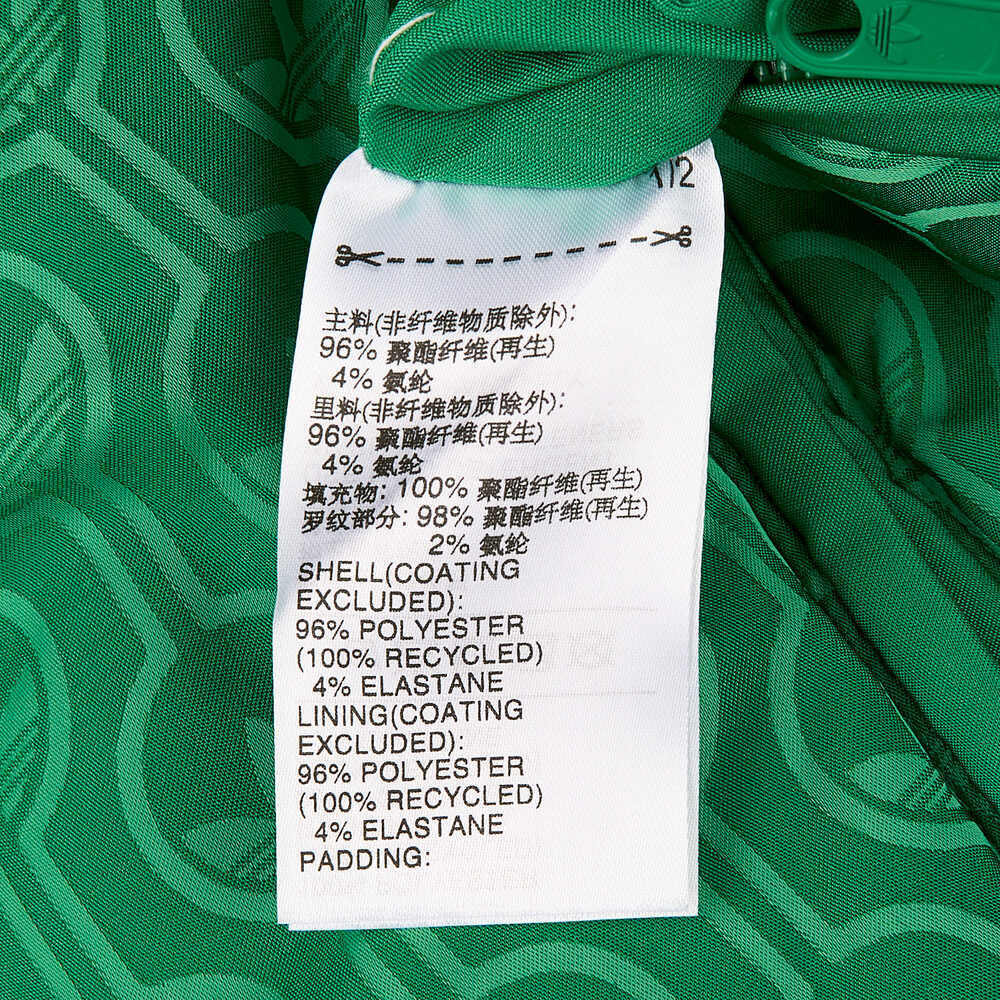 1/2
主料(非纤维物质除外):
96% 聚酯纤维(再生)
4% 氨纶
里料(非纤维物质除外):
96% 聚酯纤维(再生)
4% 氨纶
填充物: 100% 聚酯纤维(再生)
罗纹部分: 98% 聚酯纤维(再生)
2% 氨纶
SHELL(COATING
EXCLUDED):
96% POLYESTER
(100% RECYCLED)
4% ELASTANE
LINING(COATING
EXCLUDED):
96% POLYESTER
(100% RECYCLED)
4% ELASTANE
PADDING: